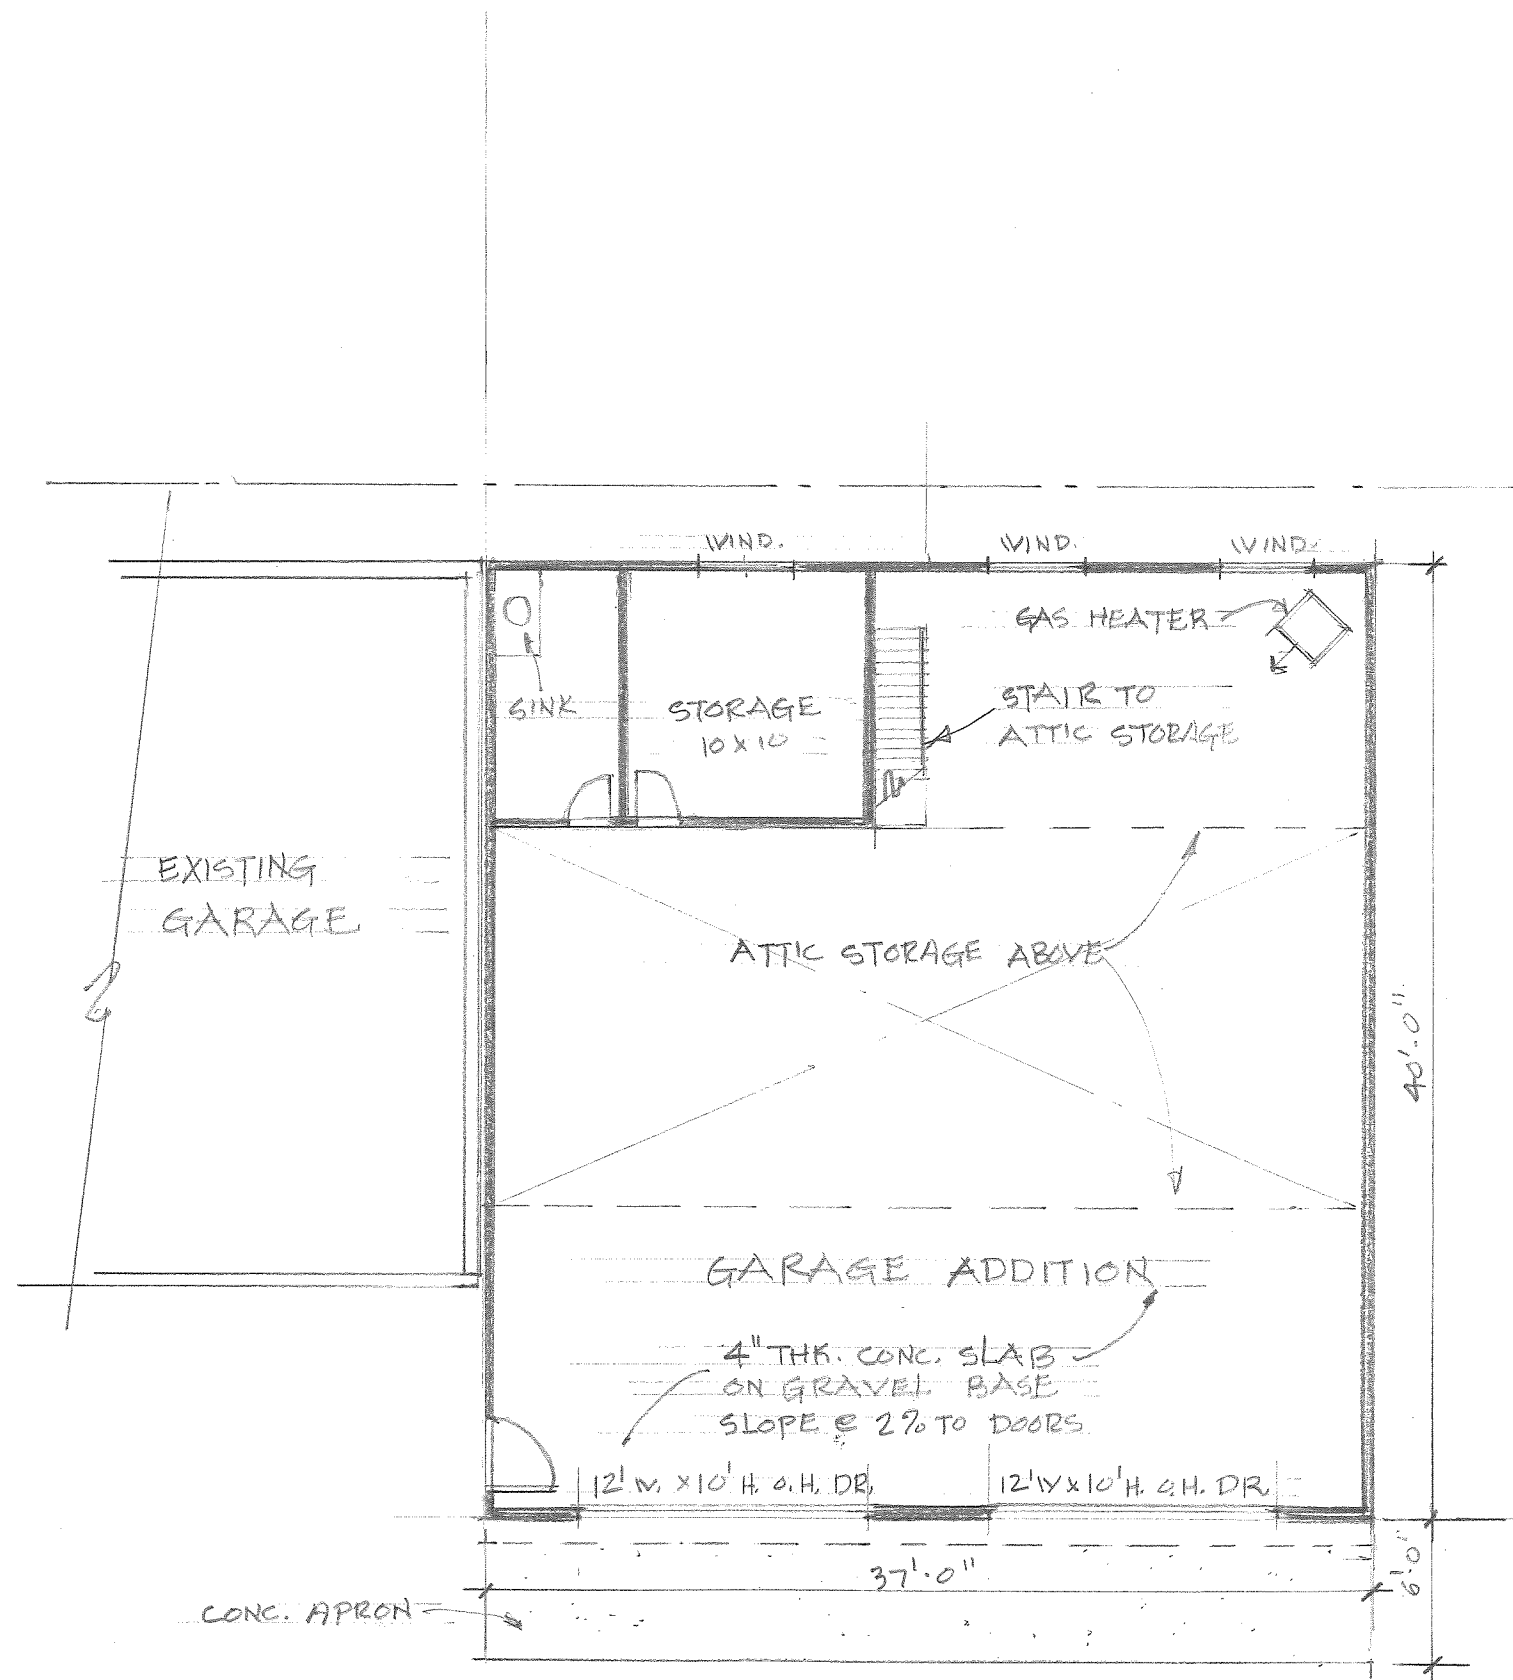 WIND.
WIND.
WIND.
GAS HEATER
SINK
STORAGE
10 X 10
STAIR TO
ATTIC STORAGE
EXISTING
GARAGE
ATTIC STORAGE ABOVE
40'-0"
GARAGE ADDITION
4" THK. CONC. SLAB
ON GRAVEL BASE
SLOPE @ 2% TO DOORS
12' W. X 10' H. O.H. DR.
12' W X 10' H. O.H. DR.
37'-0"
6'-0"
CONC. APRON